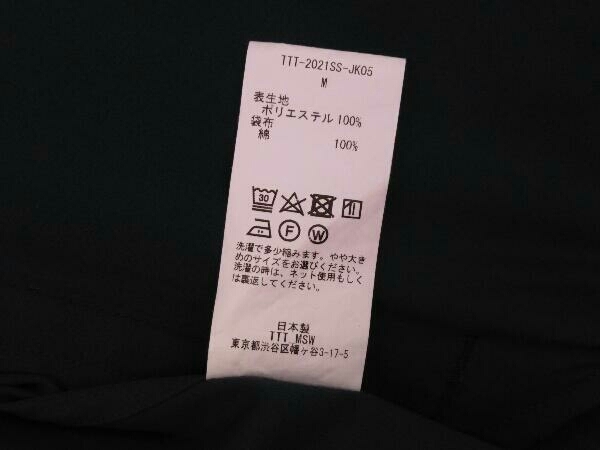 TTT-2021SS-JK05
M
表生地
ポリエステル 100%
袋布
綿 100%
30
F W
洗濯で多少縮みます。やや大き
めのサイズをお選びください。
洗濯の時は、ネット使用もしく
は裏返してください。
日本製
TTT_MSW
東京都渋谷区幡ヶ谷3-17-5